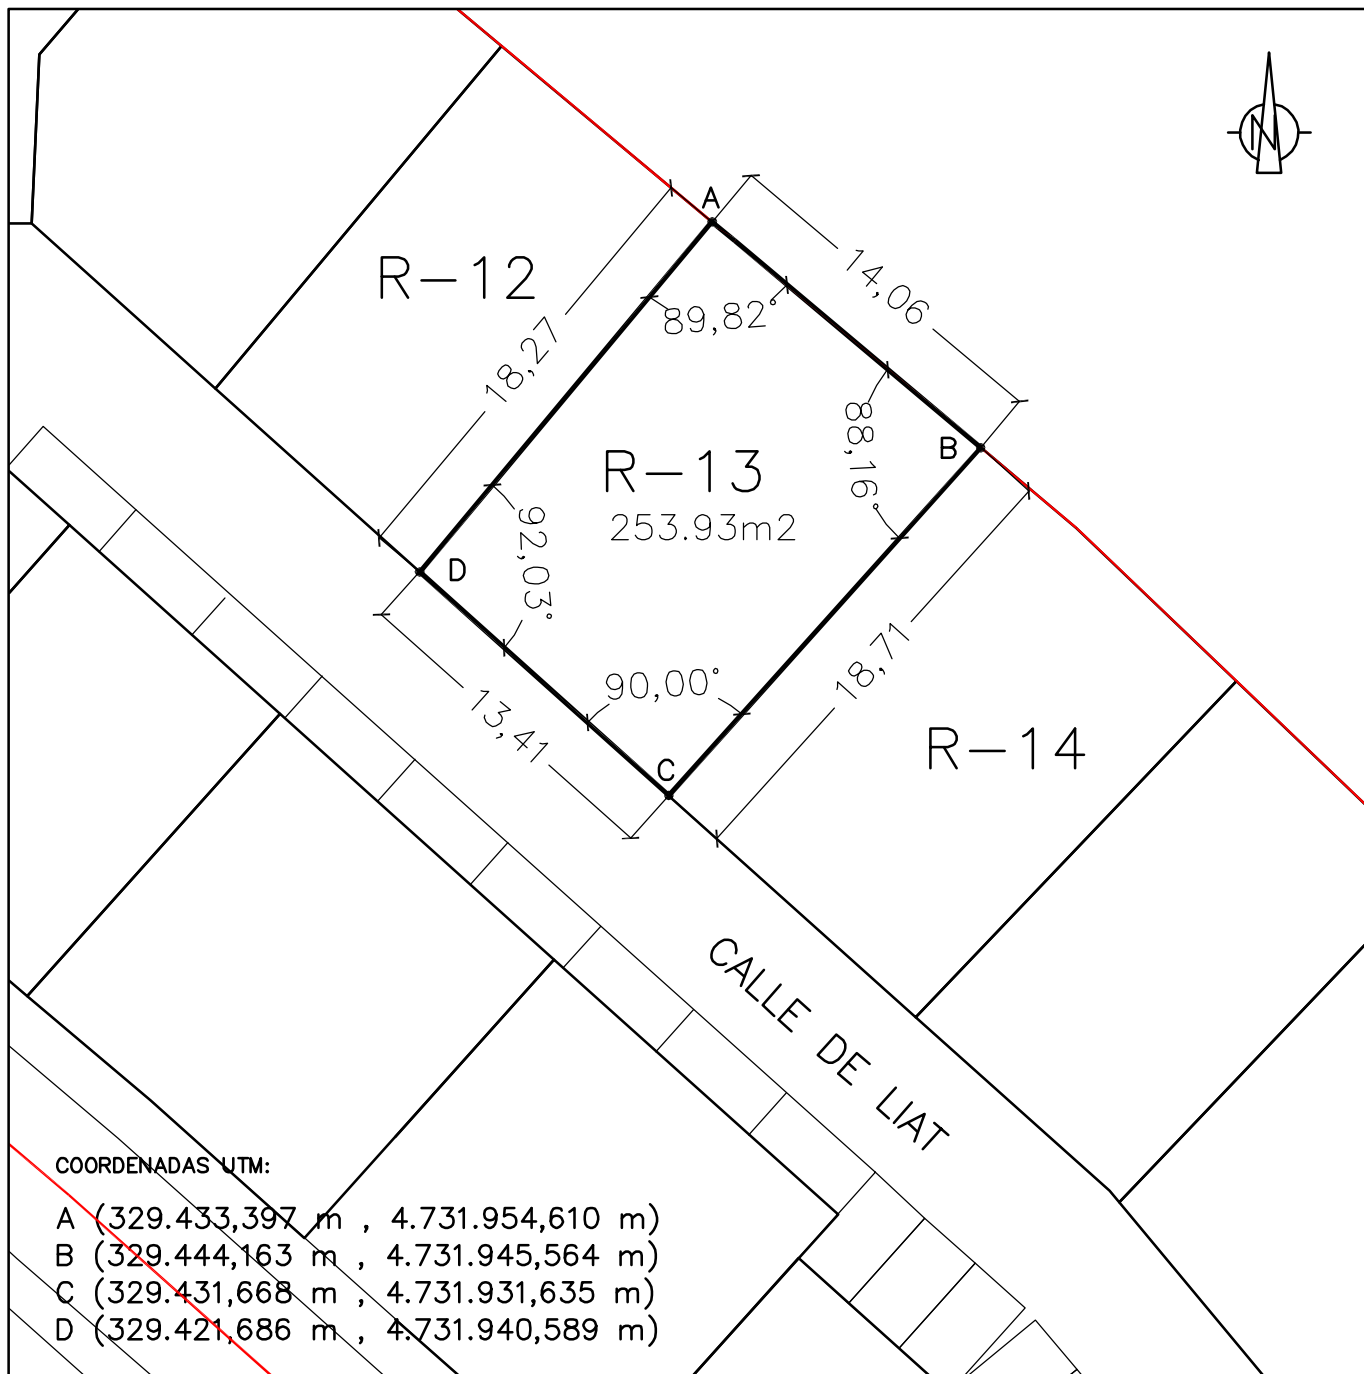 N
A
14,06
R-12
89,82°
18,27
88,16°
B
R-13
253.93m2
92,03°
D
18,71
90,00°
13,41
R-14
C
CALLE DE LIAT
COORDENADAS UTM:
A (329.433,397 m , 4.731.954,610 m)
B (329.444,163 m , 4.731.945,564 m)
C (329.431,668 m , 4.731.931,635 m)
D (329.421,686 m , 4.731.940,589 m)